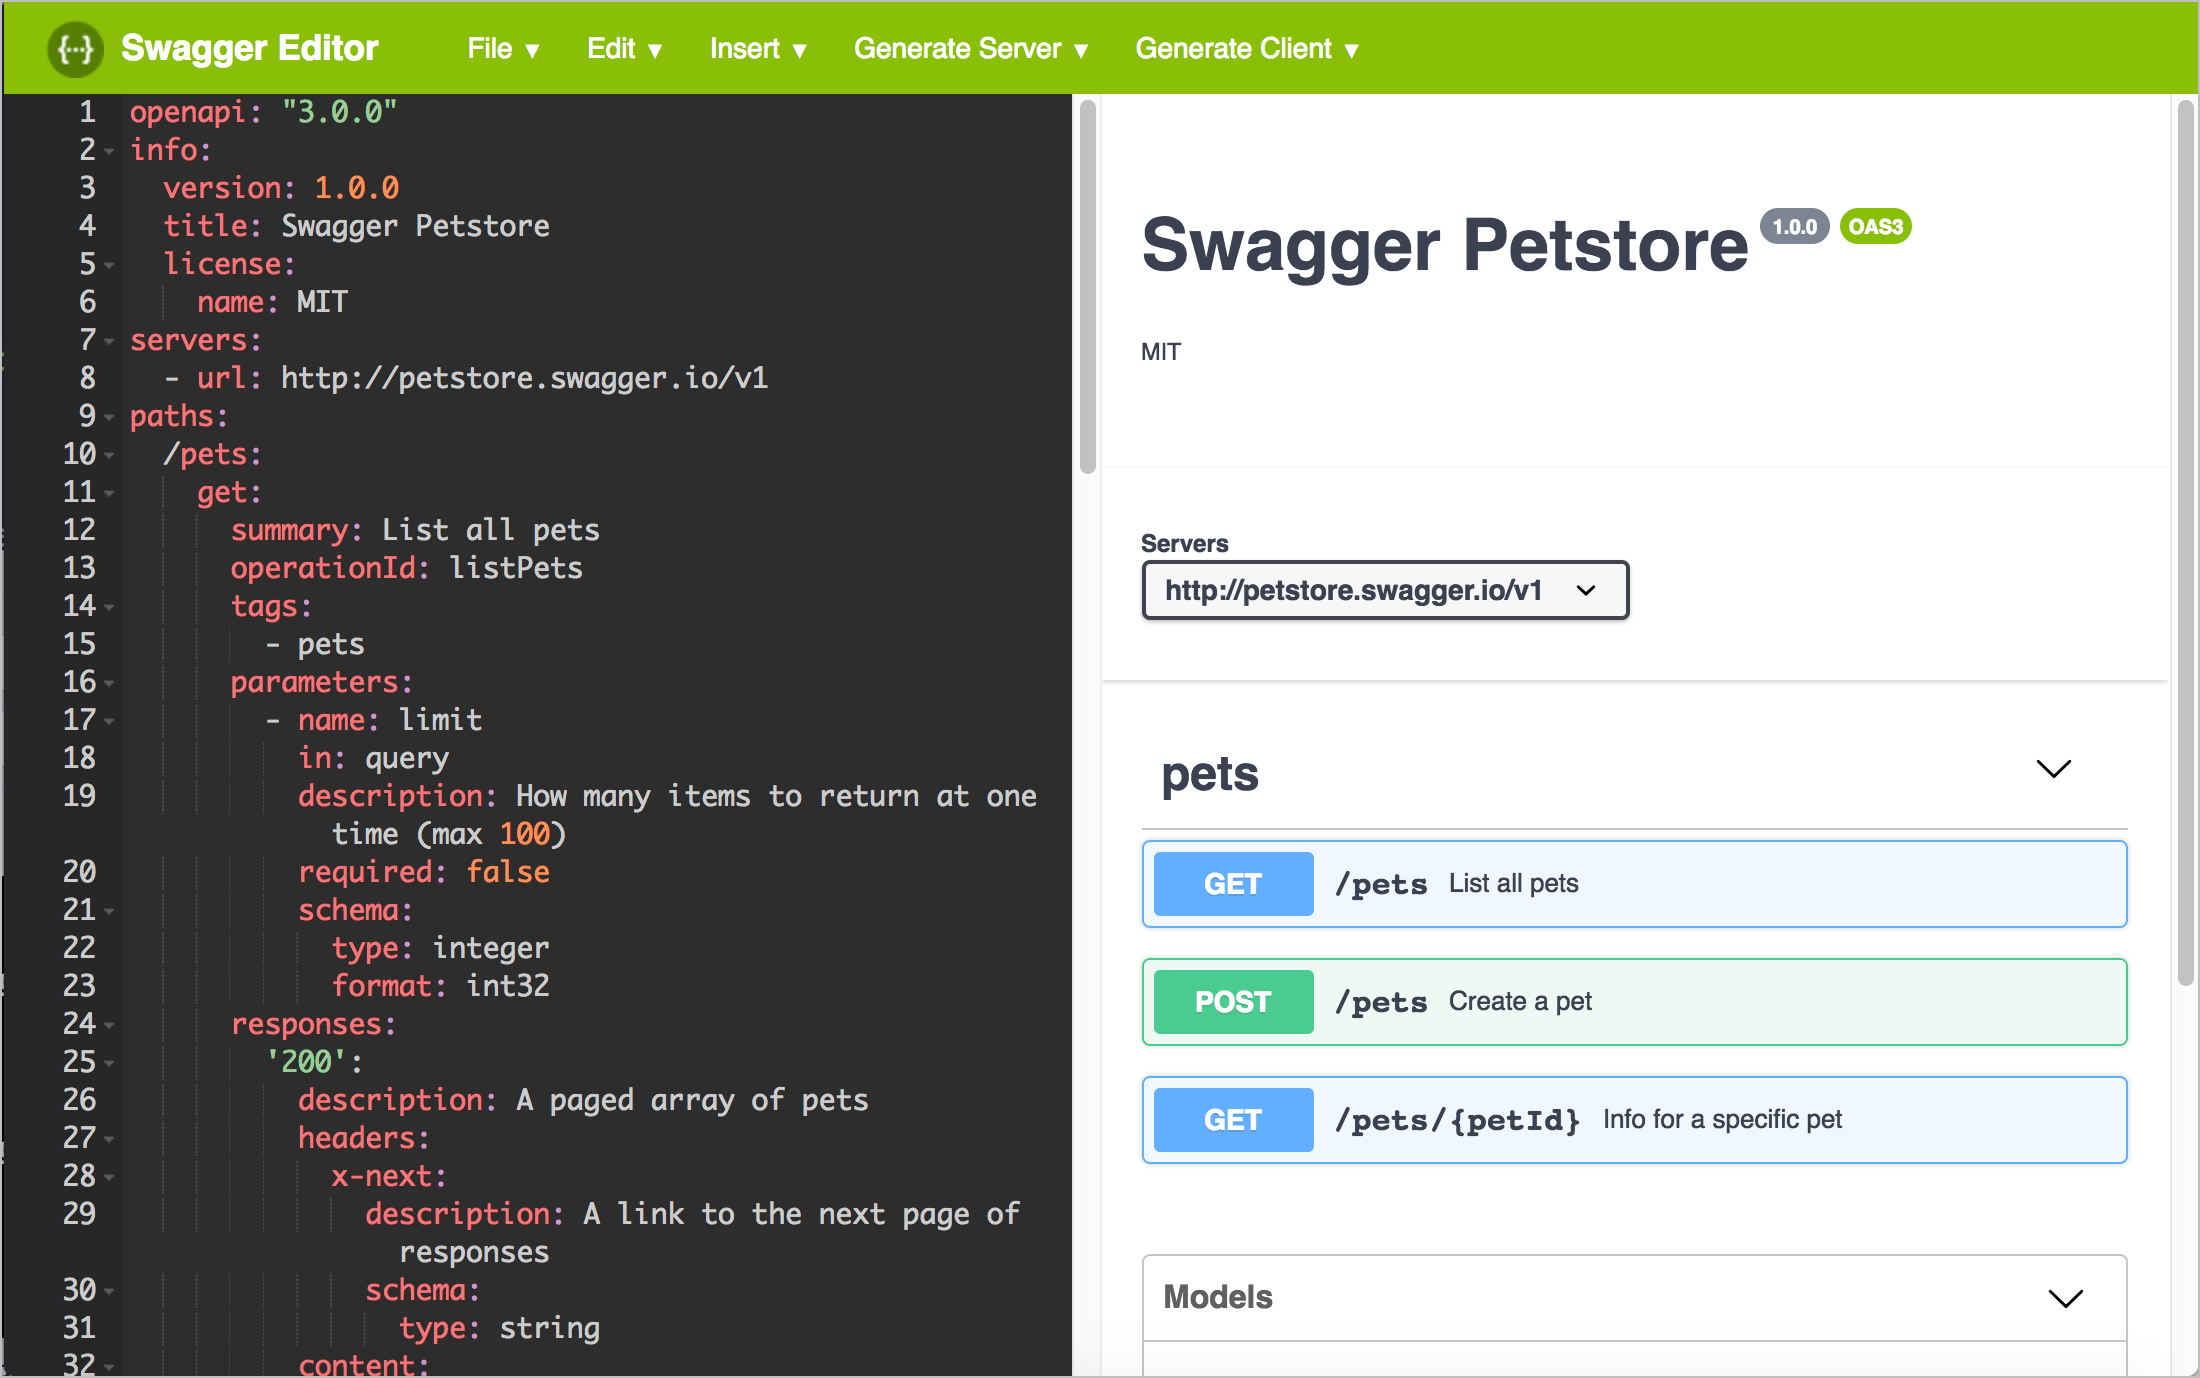 {···} Swagger Editor File ▼ Edit ▼ Insert ▼ Generate Server ▼ Generate Client ▼
1 openapi: "3.0.0"
2 info:
3 version: 1.0.0
4 title: Swagger Petstore
5 license:
6 name: MIT
7 servers:
8 - url: http://petstore.swagger.io/v1
9 paths:
10 /pets:
11 get:
12 summary: List all pets
13 operationId: listPets
14 tags:
15 - pets
16 parameters:
17 - name: limit
18 in: query
19 description: How many items to return at one
time (max 100)
20 required: false
21 schema:
22 type: integer
23 format: int32
24 responses:
25 '200':
26 description: A paged array of pets
27 headers:
28 x-next:
29 description: A link to the next page of
responses
30 schema:
31 type: string
32 content:
Swagger Petstore 1.0.0 OAS3
MIT
Servers
http://petstore.swagger.io/v1
pets
GET /pets List all pets
POST /pets Create a pet
GET /pets/{petId} Info for a specific pet
Models